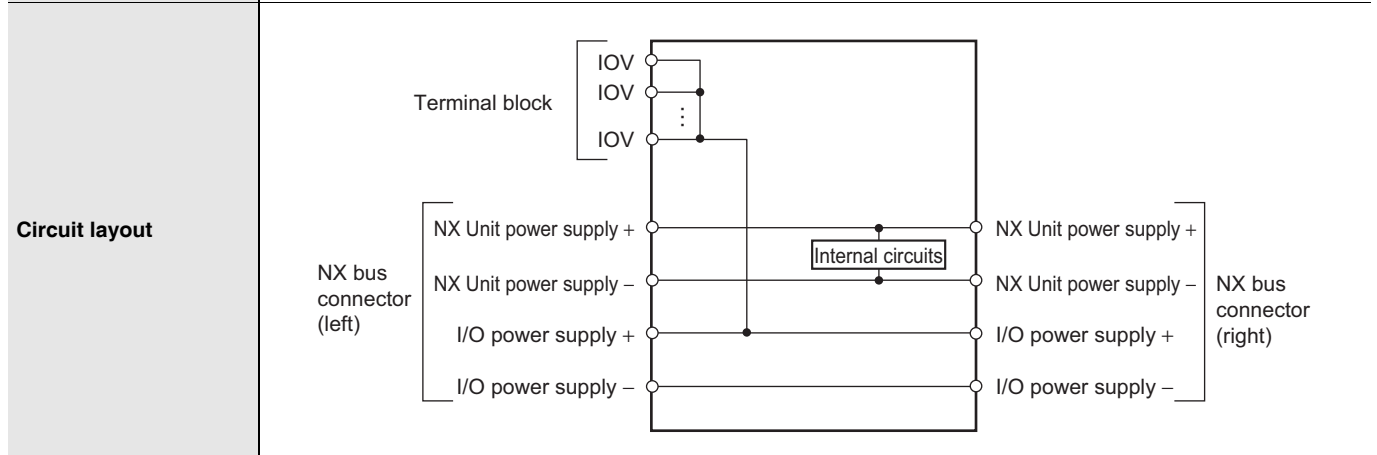 Circuit layout
Terminal block
IOV
IOV
⋮
IOV
NX bus
connector
(left)
NX Unit power supply +
NX Unit power supply −
I/O power supply +
I/O power supply −
Internal circuits
NX Unit power supply +
NX Unit power supply −
I/O power supply +
I/O power supply −
NX bus
connector
(right)